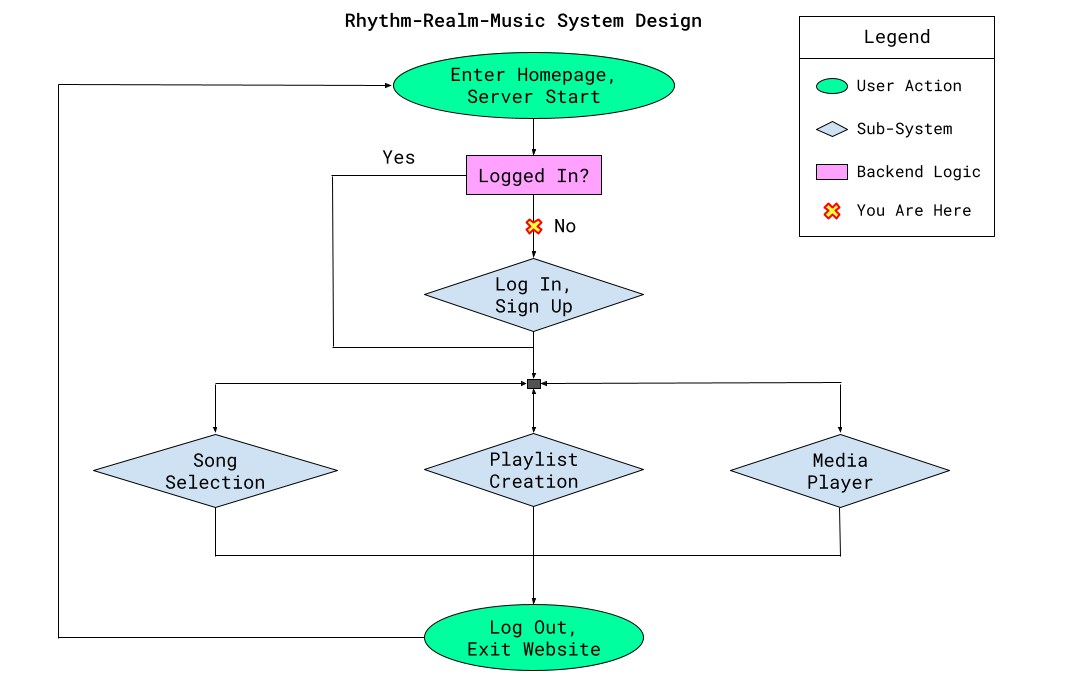 Rhythm-Realm-Music System Design
Legend
User Action
Sub-System
Backend Logic
You Are Here
Enter Homepage,
Server Start
Yes
Logged In?
No
Log In,
Sign Up
Song
Selection
Playlist
Creation
Media
Player
Log Out,
Exit Website